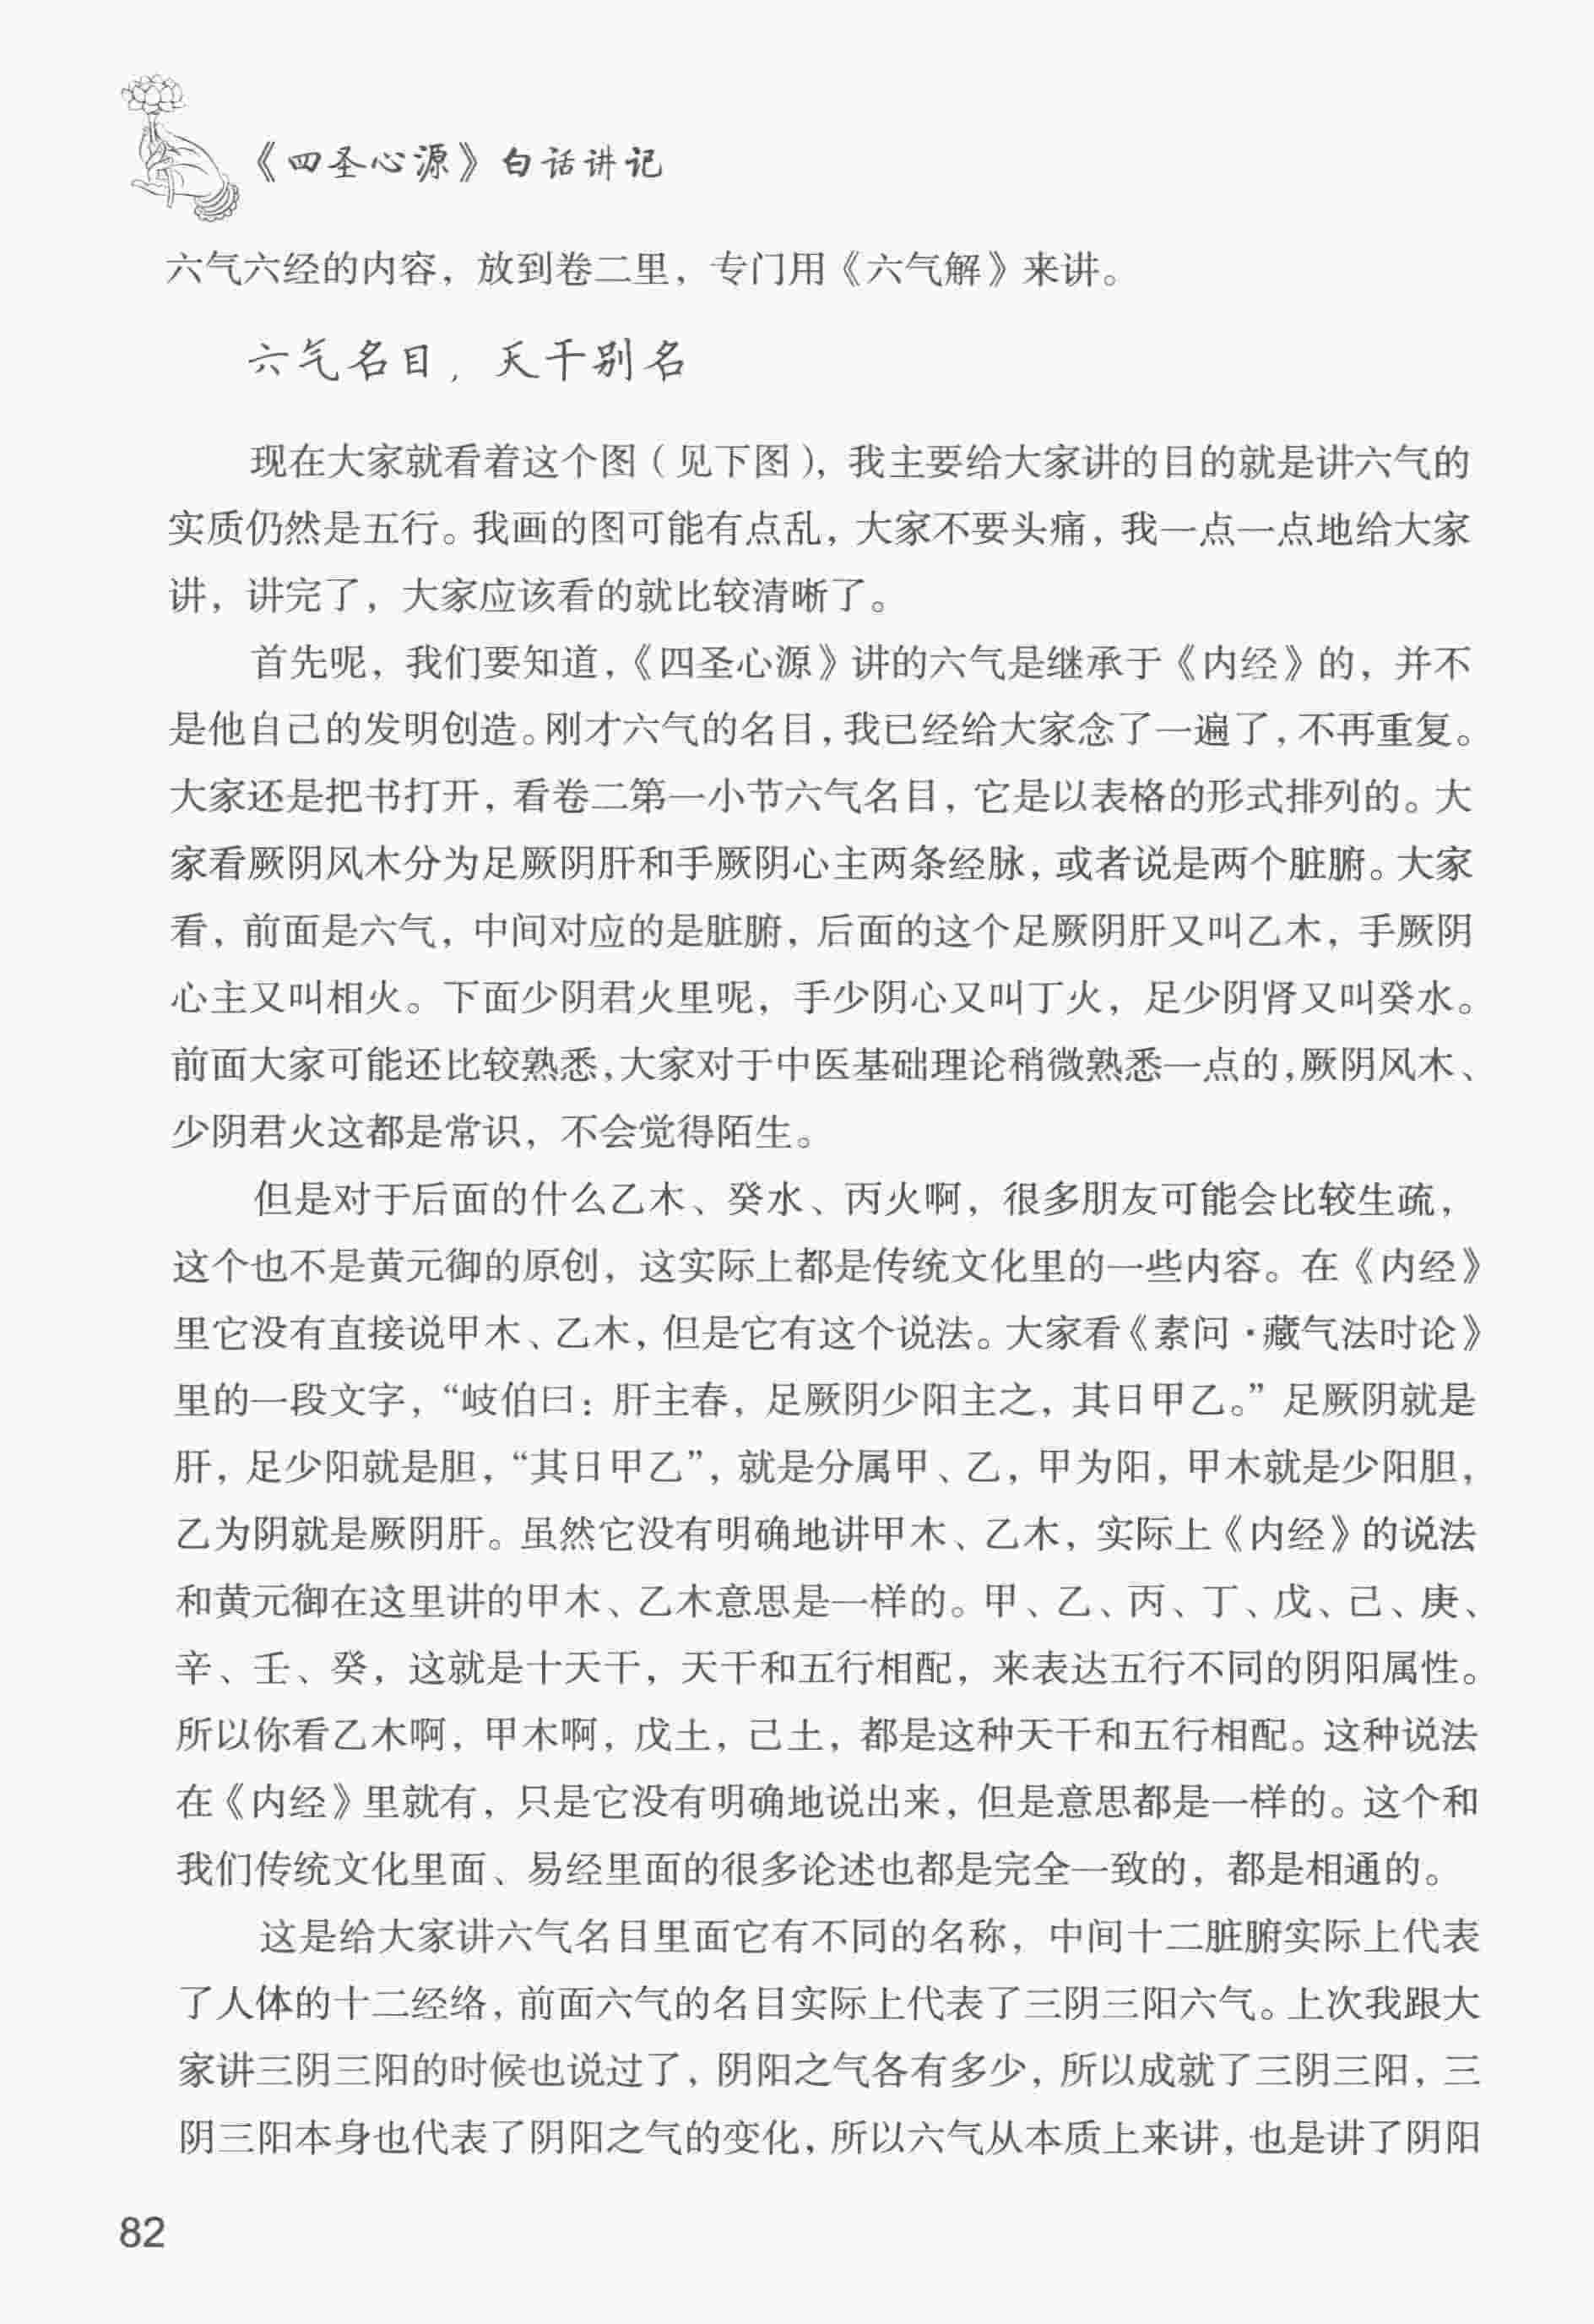 《四圣心源》白话讲记
六气六经的内容，放到卷二里，专门用《六气解》来讲。
六气名目，天干别名
现在大家就看着这个图（见下图），我主要给大家讲的目的就是讲六气的
实质仍然是五行。我画的图可能有点乱，大家不要头痛，我一点一点地给大家
讲，讲完了，大家应该看的就比较清晰了。
首先呢，我们要知道，《四圣心源》讲的六气是继承于《内经》的，并不
是他自己的发明创造。刚才六气的名目，我已经给大家念了一遍了，不再重复。
大家还是把书打开，看卷二第一小节六气名目，它是以表格的形式排列的。大
家看厥阴风木分为足厥阴肝和手厥阴心主两条经脉，或者说是两个脏腑。大家
看，前面是六气，中间对应的是脏腑，后面的这个足厥阴肝又叫乙木，手厥阴
心主又叫相火。下面少阴君火里呢，手少阴心又叫丁火，足少阴肾又叫癸水。
前面大家可能还比较熟悉，大家对于中医基础理论稍微熟悉一点的，厥阴风木、
少阴君火这都是常识，不会觉得陌生。
但是对于后面的什么乙木、癸水、丙火啊，很多朋友可能会比较生疏，
这个也不是黄元御的原创，这实际上都是传统文化里的一些内容。在《内经》
里它没有直接说甲木、乙木，但是它有这个说法。大家看《素问·藏气法时论》
里的一段文字，“岐伯曰：肝主春，足厥阴少阳主之，其日甲乙。”足厥阴就是
肝，足少阳就是胆，“其日甲乙”，就是分属甲、乙，甲为阳，甲木就是少阳胆，
乙为阴就是厥阴肝。虽然它没有明确地讲甲木、乙木，实际上《内经》的说法
和黄元御在这里讲的甲木、乙木意思是一样的。甲、乙、丙、丁、戊、己、庚、
辛、壬、癸，这就是十天干，天干和五行相配，来表达五行不同的阴阳属性。
所以你看乙木啊，甲木啊，戊土，己土，都是这种天干和五行相配。这种说法
在《内经》里就有，只是它没有明确地说出来，但是意思都是一样的。这个和
我们传统文化里面、易经里面的很多论述也都是完全一致的，都是相通的。
这是给大家讲六气名目里面它有不同的名称，中间十二脏腑实际上代表
了人体的十二经络，前面六气的名目实际上代表了三阴三阳六气。上次我跟大
家讲三阴三阳的时候也说过了，阴阳之气各有多少，所以成就了三阴三阳，三
阴三阳本身也代表了阴阳之气的变化，所以六气从本质上来讲，也是讲了阴阳
82